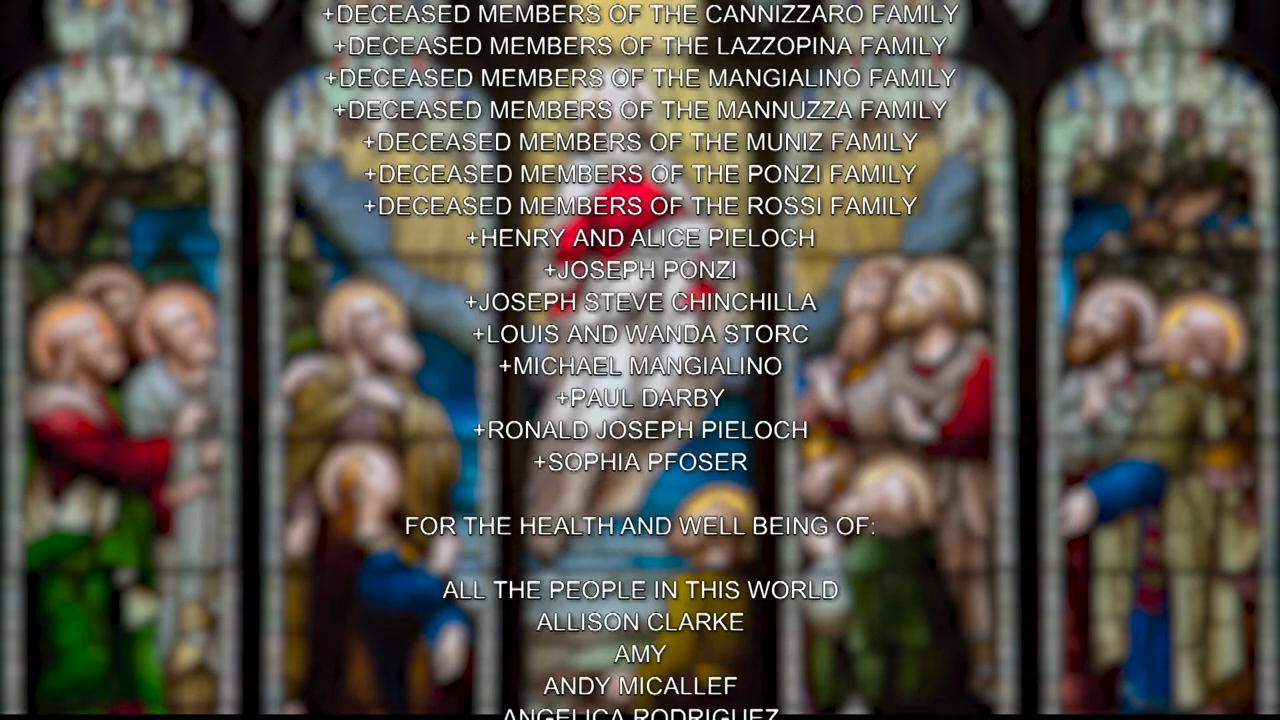 +DECEASED MEMBERS OF THE CANNIZZARO FAMILY
+DECEASED MEMBERS OF THE LAZZOPINA FAMILY
+DECEASED MEMBERS OF THE MANGIALINO FAMILY
+DECEASED MEMBERS OF THE MANNUZZA FAMILY
+DECEASED MEMBERS OF THE MUNIZ FAMILY
+DECEASED MEMBERS OF THE PONZI FAMILY
+DECEASED MEMBERS OF THE ROSSI FAMILY
+HENRY AND ALICE PIELOCH
+JOSEPH PONZI
+JOSEPH STEVE CHINCHILLA
+LOUIS AND WANDA STORC
+MICHAEL MANGIALINO
+PAUL DARBY
+RONALD JOSEPH PIELOCH
+SOPHIA PFOSER
FOR THE HEALTH AND WELL BEING OF:
ALL THE PEOPLE IN THIS WORLD
ALLISON CLARKE
AMY
ANDY MICALLEF
ANGELICA RODRIGUEZ